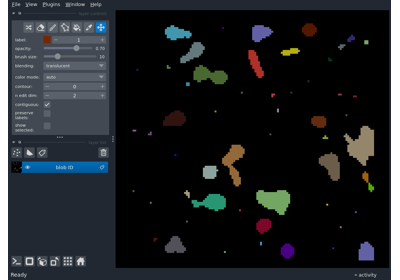 File View Plugins Window Help
label: 1
opacity: 0.70
brush size: 10
blending: translucent
color mode: auto
contour: 0
n edit dim: 2
contiguous: ✓
preserve labels:
show selected:
blob ID
Ready activity